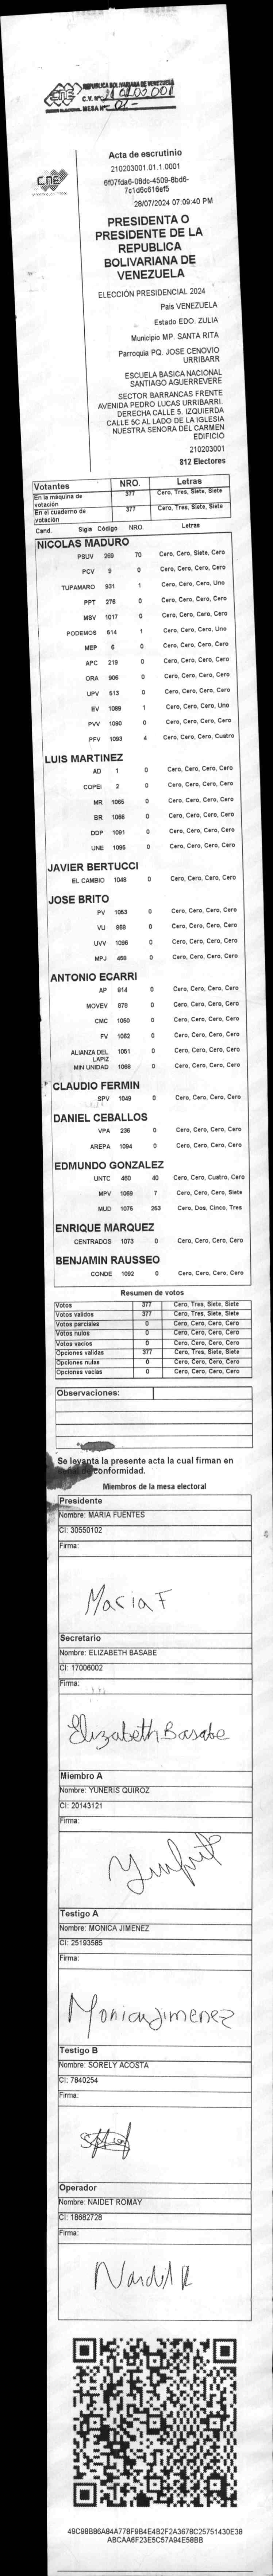 CNE
REPUBLICA BOLIVARIANA DE VENEZUELA
C.V. Nº 210203001
MESA Nº 01
CNE
Acta de escrutinio
210203001.01.1.0001
6f07fda6-08dc-4509-8bd6-
7c1d6c616ef5
28/07/2024 07:09:40 PM
PRESIDENTA O
PRESIDENTE DE LA
REPUBLICA
BOLIVARIANA DE
VENEZUELA
ELECCIÓN PRESIDENCIAL 2024
País VENEZUELA
Estado EDO. ZULIA
Municipio MP. SANTA RITA
Parroquia PQ. JOSE CENOVIO
URRIBARR
ESCUELA BASICA NACIONAL
SANTIAGO AGUERREVERE
SECTOR BARRANCAS FRENTE
AVENIDA PEDRO LUCAS URRIBARRI.
DERECHA CALLE 5. IZQUIERDA
CALLE 5C AL LADO DE LA IGLESIA
NUESTRA SENORA DEL CARMEN
EDIFICIO
210203001
812 Electores
Votantes NRO. Letras
En la máquina de votación 377 Cero, Tres, Siete, Siete
En el cuaderno de votación 377 Cero, Tres, Siete, Siete
Cand. Sigla Código NRO. Letras
NICOLAS MADURO
PSUV 269 70 Cero, Cero, Siete, Cero
PCV 9 0 Cero, Cero, Cero, Cero
TUPAMARO 931 1 Cero, Cero, Cero, Uno
PPT 276 0 Cero, Cero, Cero, Cero
MSV 1017 0 Cero, Cero, Cero, Cero
PODEMOS 514 1 Cero, Cero, Cero, Uno
MEP 6 0 Cero, Cero, Cero, Cero
APC 219 0 Cero, Cero, Cero, Cero
ORA 906 0 Cero, Cero, Cero, Cero
UPV 513 0 Cero, Cero, Cero, Cero
EV 1089 1 Cero, Cero, Cero, Uno
PVV 1090 0 Cero, Cero, Cero, Cero
PFV 1093 4 Cero, Cero, Cero, Cuatro
LUIS MARTINEZ
AD 1 0 Cero, Cero, Cero, Cero
COPEI 2 0 Cero, Cero, Cero, Cero
MR 1065 0 Cero, Cero, Cero, Cero
BR 1066 0 Cero, Cero, Cero, Cero
DDP 1091 0 Cero, Cero, Cero, Cero
UNE 1095 0 Cero, Cero, Cero, Cero
JAVIER BERTUCCI
EL CAMBIO 1048 0 Cero, Cero, Cero, Cero
JOSE BRITO
PV 1053 0 Cero, Cero, Cero, Cero
VU 969 0 Cero, Cero, Cero, Cero
UVV 1096 0 Cero, Cero, Cero, Cero
MPJ 458 0 Cero, Cero, Cero, Cero
ANTONIO ECARRI
AP 914 0 Cero, Cero, Cero, Cero
MOVEV 978 0 Cero, Cero, Cero, Cero
CMC 1050 0 Cero, Cero, Cero, Cero
FV 1062 0 Cero, Cero, Cero, Cero
ALIANZA DEL LAPIZ 1051 0 Cero, Cero, Cero, Cero
MIN UNIDAD 1069 0 Cero, Cero, Cero, Cero
CLAUDIO FERMIN
SPV 1049 0 Cero, Cero, Cero, Cero
DANIEL CEBALLOS
VPA 236 0 Cero, Cero, Cero, Cero
AREPA 1094 0 Cero, Cero, Cero, Cero
EDMUNDO GONZALEZ
UNTC 460 40 Cero, Cero, Cuatro, Cero
MPV 1069 7 Cero, Cero, Cero, Siete
MUD 1075 253 Cero, Dos, Cinco, Tres
ENRIQUE MARQUEZ
CENTRADOS 1073 0 Cero, Cero, Cero, Cero
BENJAMIN RAUSSEO
CONDE 1092 0 Cero, Cero, Cero, Cero
Resumen de votos
Votos 377 Cero, Tres, Siete, Siete
Votos validos 377 Cero, Tres, Siete, Siete
Votos parciales 0 Cero, Cero, Cero, Cero
Votos nulos 0 Cero, Cero, Cero, Cero
Votos vacios 0 Cero, Cero, Cero, Cero
Opciones validas 377 Cero, Tres, Siete, Siete
Opciones nulas 0 Cero, Cero, Cero, Cero
Opciones vacias 0 Cero, Cero, Cero, Cero
Observaciones:
Se levanta la presente acta la cual firman en
conformidad.
Miembros de la mesa electoral
Presidente
Nombre: MARIA FUENTES
CI: 30550102
Firma:
Maria F
Secretario
Nombre: ELIZABETH BASABE
CI: 17006002
Firma:
Elizabeth Basabe
Miembro A
Nombre: YUNERIS QUIROZ
CI: 20143121
Firma:
Testigo A
Nombre: MONICA JIMENEZ
CI: 25193585
Firma:
Monica Jimenez
Testigo B
Nombre: SORELY ACOSTA
CI: 7840254
Firma:
Operador
Nombre: NAIDET ROMAY
CI: 18682728
Firma:
Naidet R
49C98B86A84A778F9B4E4B2F2A3678C25751430E38
ABCAA5F23E5C57A94E58BB